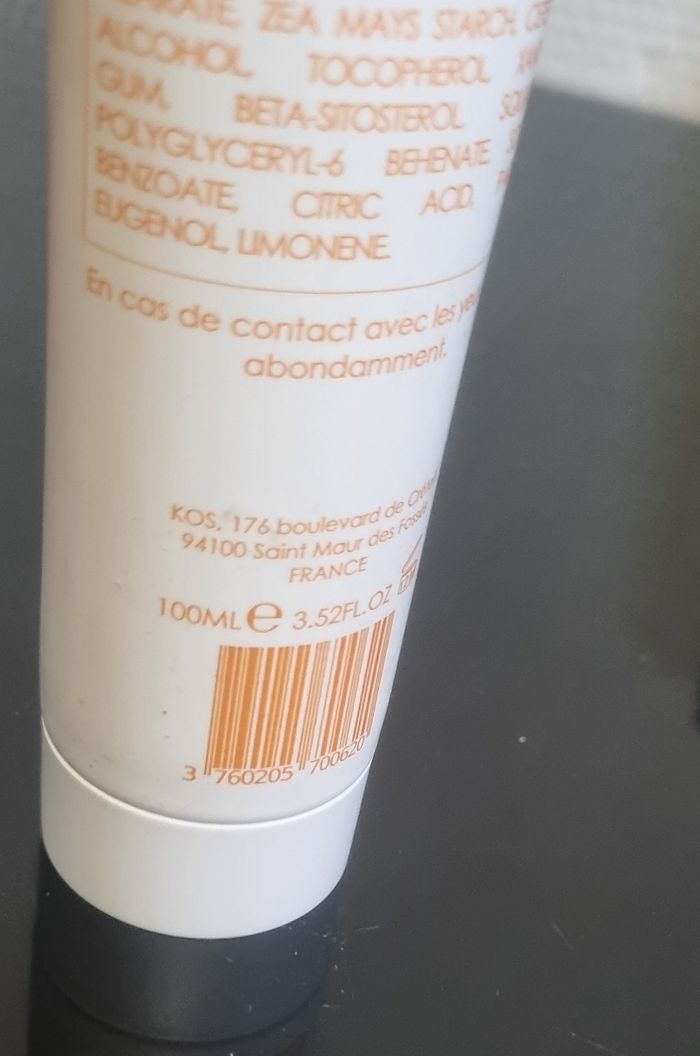 ZEA MAYS STARCH,
ALCOHOL, TOCOPHEROL,
GUM, BETA-SITOSTEROL,
POLYGLYCERYL-6 BEHENATE,
BENZOATE, CITRIC ACID,
EUGENOL, LIMONENE.
En cas de contact avec les
abondamment.
KOS, 176 boulevard de
94100 Saint Maur des Fossés
FRANCE
100ML e 3.52FL.OZ
3 760205 700620